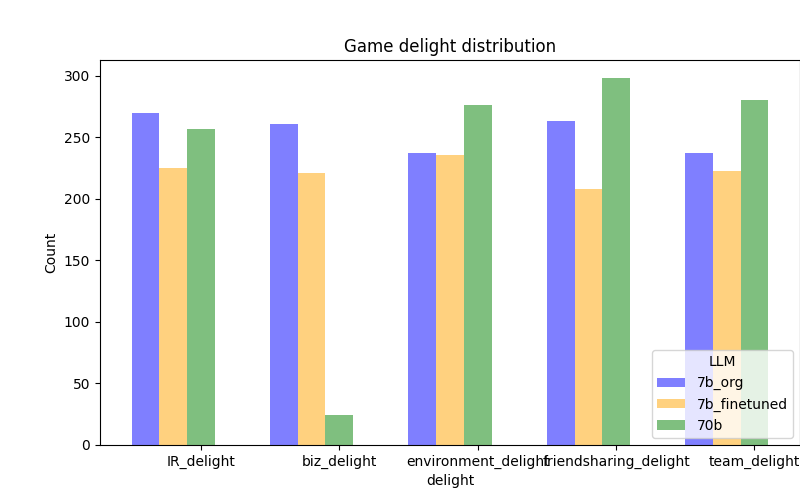 Game delight distribution
300
250
200
150
100
50
0
Count
LLM
7b_org
7b_finetuned
70b
IR_delight biz_delight environment_delight friendsharing_delight team_delight
delight